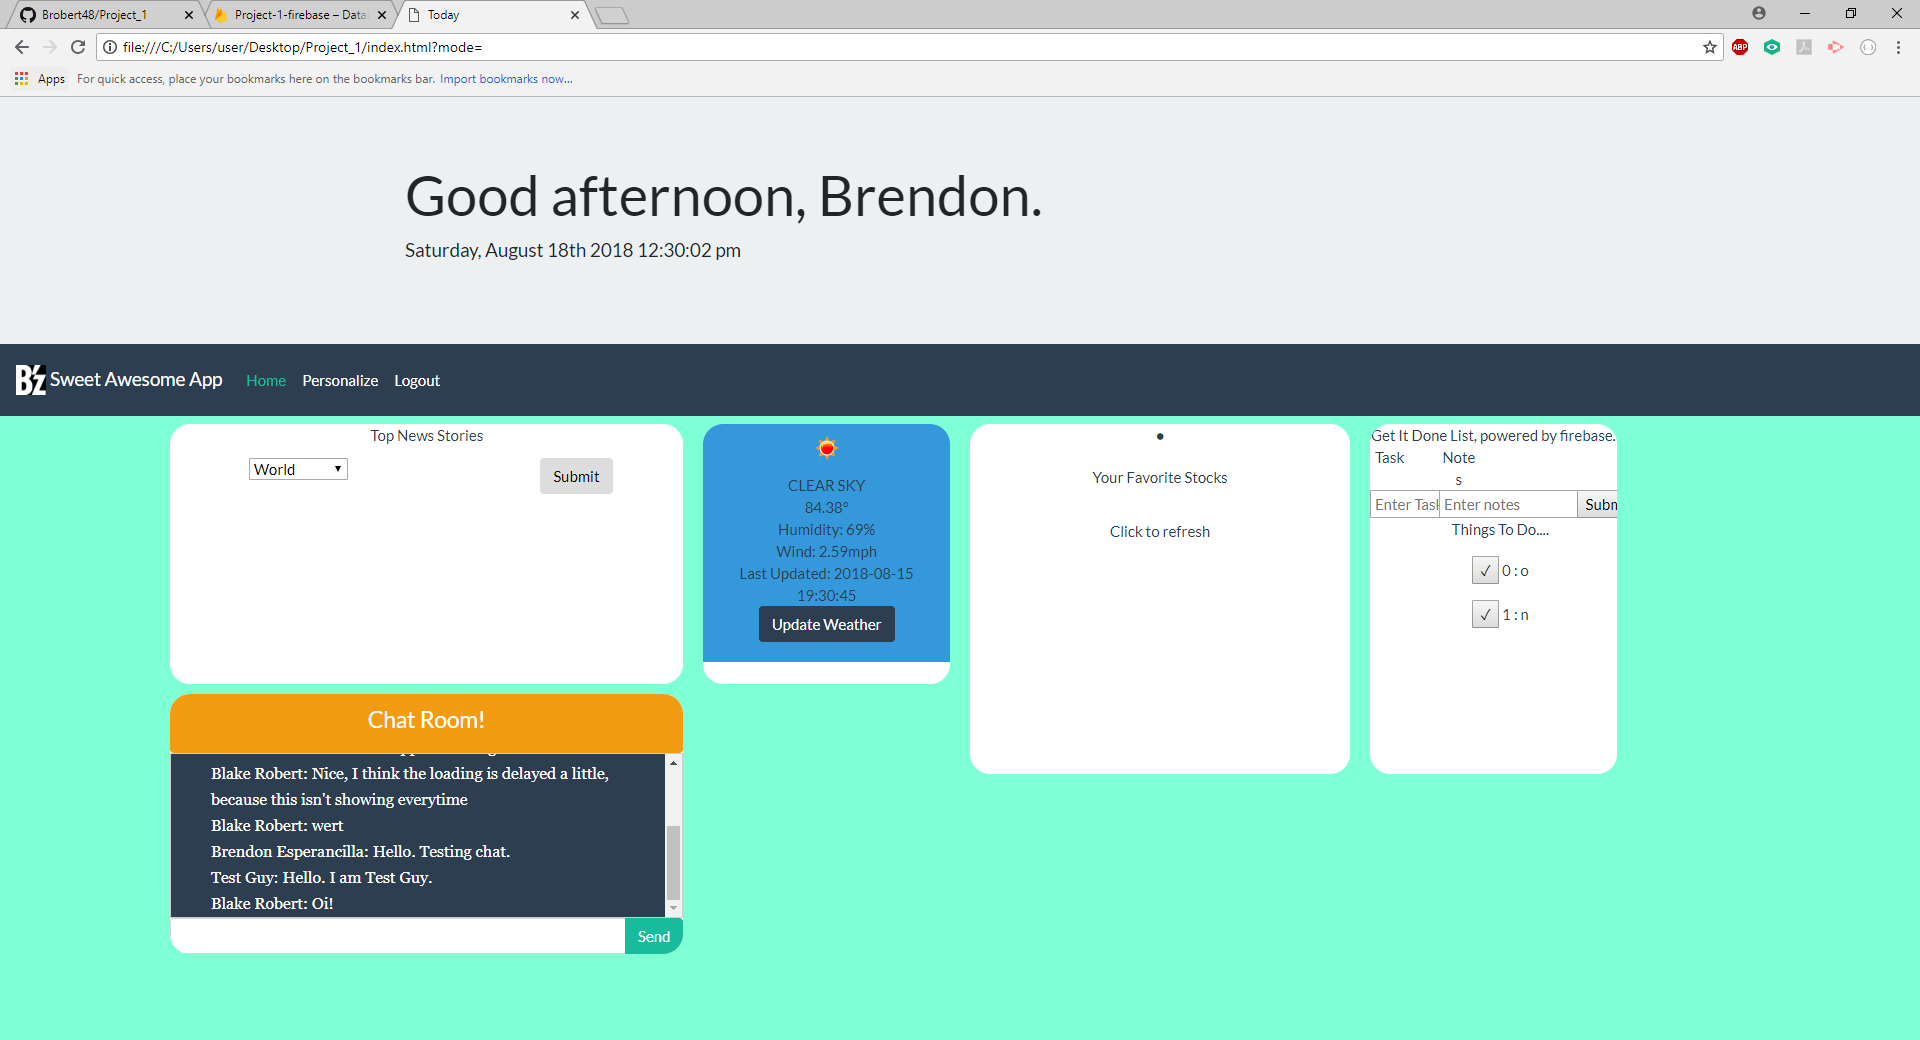 Brobert48/Project_1
Project-1-firebase – Data
Today
file:///C:/Users/user/Desktop/Project_1/index.html?mode=
ABP
Apps
For quick access, place your bookmarks here on the bookmarks bar. Import bookmarks now...
Good afternoon, Brendon.
Saturday, August 18th 2018 12:30:02 pm
B'z Sweet Awesome App
Home
Personalize
Logout
Top News Stories
World
Submit
CLEAR SKY
84.38°
Humidity: 69%
Wind: 2.59mph
Last Updated: 2018-08-15
19:30:45
Update Weather
Your Favorite Stocks
Click to refresh
Get It Done List, powered by firebase.
Task
Note
s
Enter Task
Enter notes
Subm
Things To Do....
✓ 0 : o
✓ 1 : n
Chat Room!
Blake Robert: Nice, I think the loading is delayed a little,
because this isn't showing everytime
Blake Robert: wert
Brendon Esperancilla: Hello. Testing chat.
Test Guy: Hello. I am Test Guy.
Blake Robert: Oi!
Send